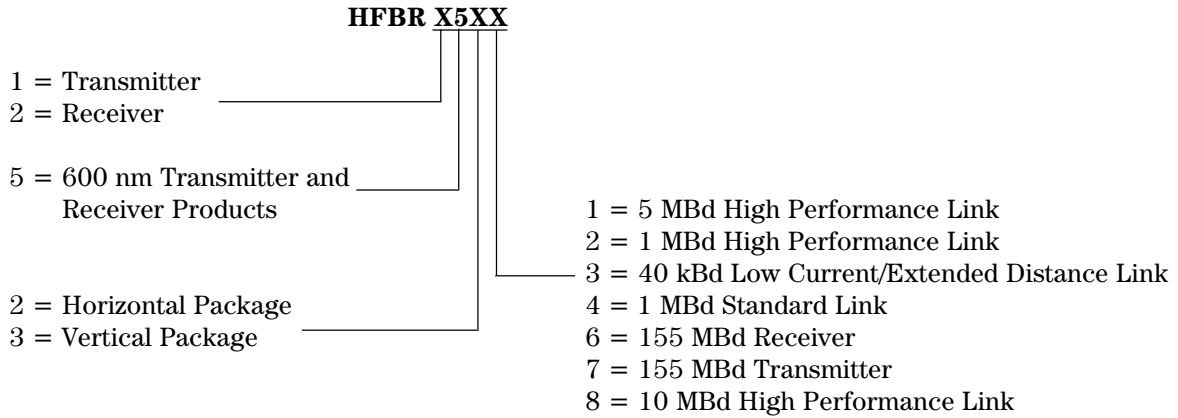 HFBR X5XX
1 = Transmitter
2 = Receiver
5 = 600 nm Transmitter and
Receiver Products
2 = Horizontal Package
3 = Vertical Package
1 = 5 MBd High Performance Link
2 = 1 MBd High Performance Link
3 = 40 kBd Low Current/Extended Distance Link
4 = 1 MBd Standard Link
6 = 155 MBd Receiver
7 = 155 MBd Transmitter
8 = 10 MBd High Performance Link